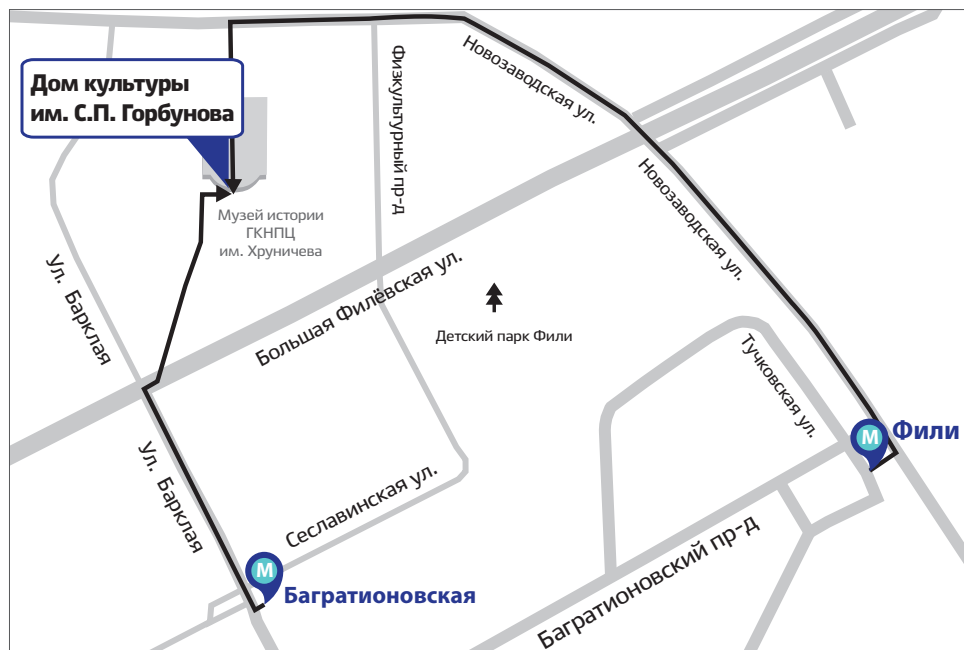 Новозаводская ул.
Физкультурный пр-д
Дом культуры
им. С.П. Горбунова
Новозаводская ул.
Музей истории
ГКНПЦ
им. Хруничева
Ул. Барклая
Большая Филёвская ул.
Детский парк Фили
Тучковская ул.
М
Фили
Ул. Барклая
Сеславинская ул.
Багратионовский пр-д
М
Багратионовская